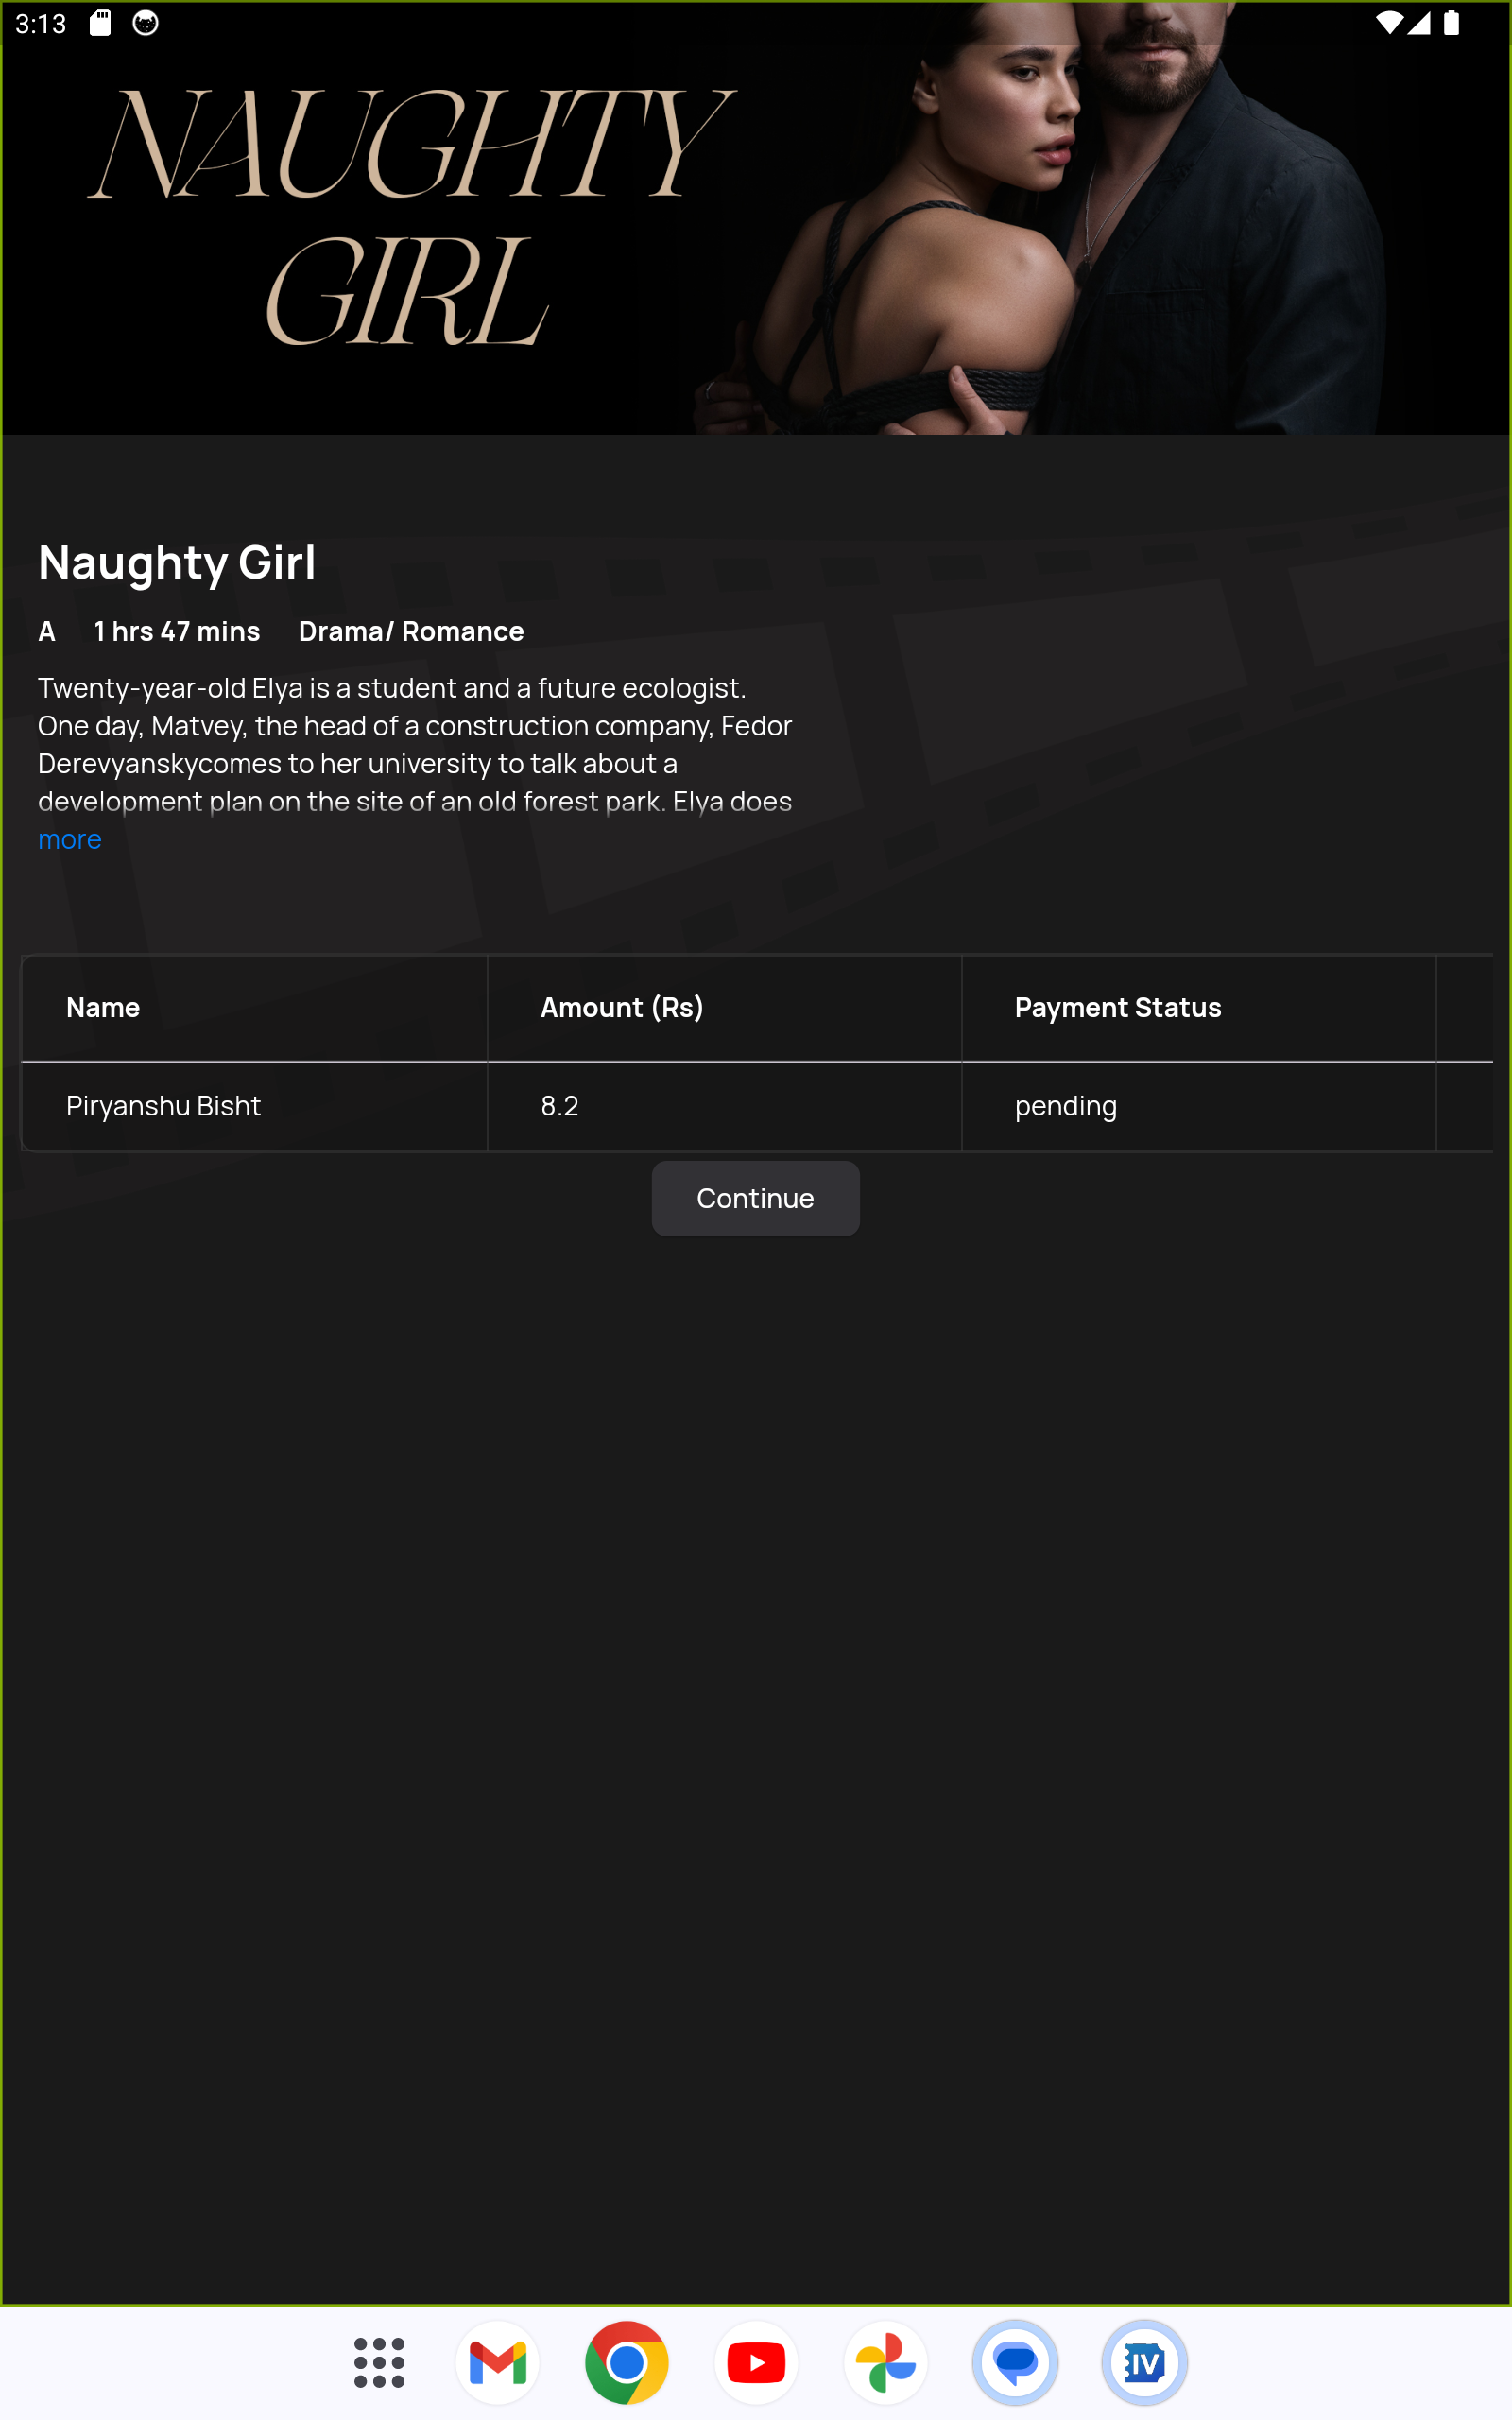 3:13
NAUGHTY
GIRL
Naughty Girl
A 1 hrs 47 mins Drama/ Romance
Twenty-year-old Elya is a student and a future ecologist.
One day, Matvey, the head of a construction company, Fedor
Derevyanskycomes to her university to talk about a
development plan on the site of an old forest park. Elya does
more
Name Amount (Rs) Payment Status
Piryanshu Bisht 8.2 pending
Continue
IV